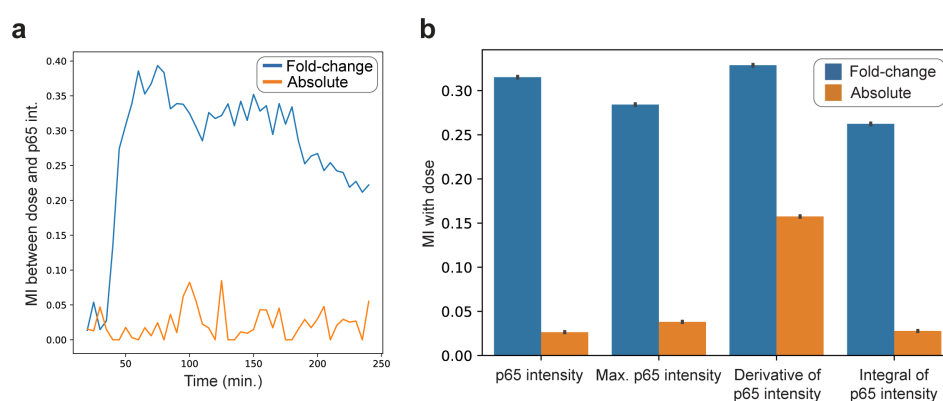 a
MI between dose and p65 int.
0.40
0.35
0.30
0.25
0.20
0.15
0.10
0.05
0.00
Fold-change
Absolute
50
100
150
200
250
Time (min.)
b
MI with dose
0.30
0.25
0.20
0.15
0.10
0.05
0.00
Fold-change
Absolute
p65 intensity
Max. p65 intensity
Derivative of
p65 intensity
Integral of
p65 intensity